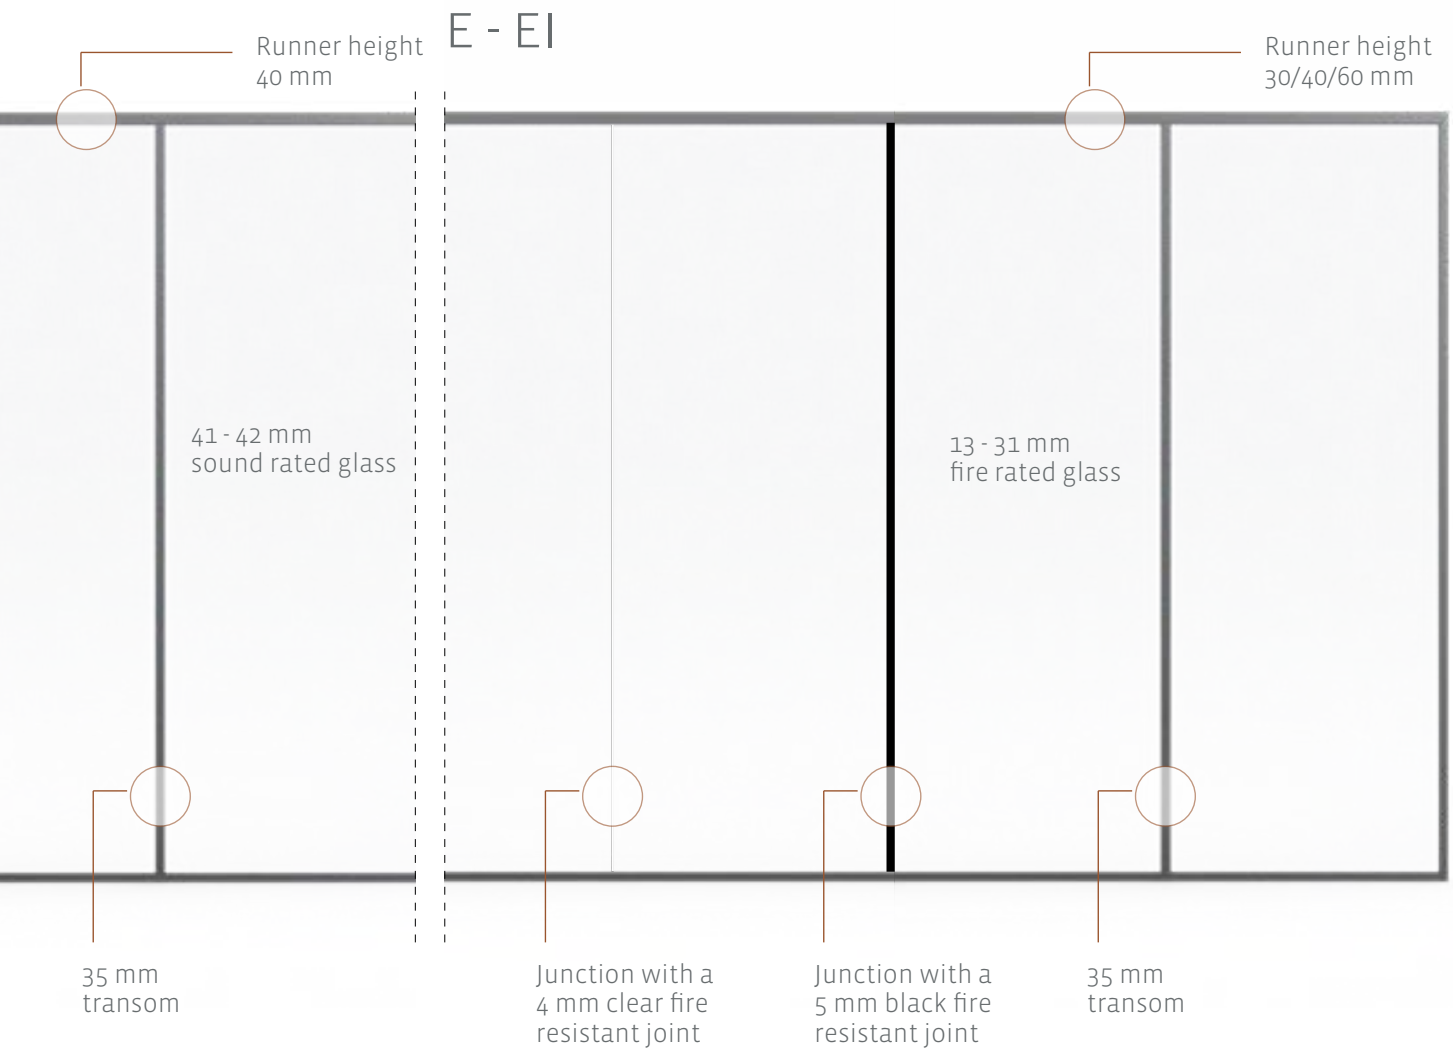 E - EI
Runner height
40 mm
Runner height
30/40/60 mm
41 - 42 mm
sound rated glass
13 - 31 mm
fire rated glass
35 mm
transom
Junction with a
4 mm clear fire
resistant joint
Junction with a
5 mm black fire
resistant joint
35 mm
transom